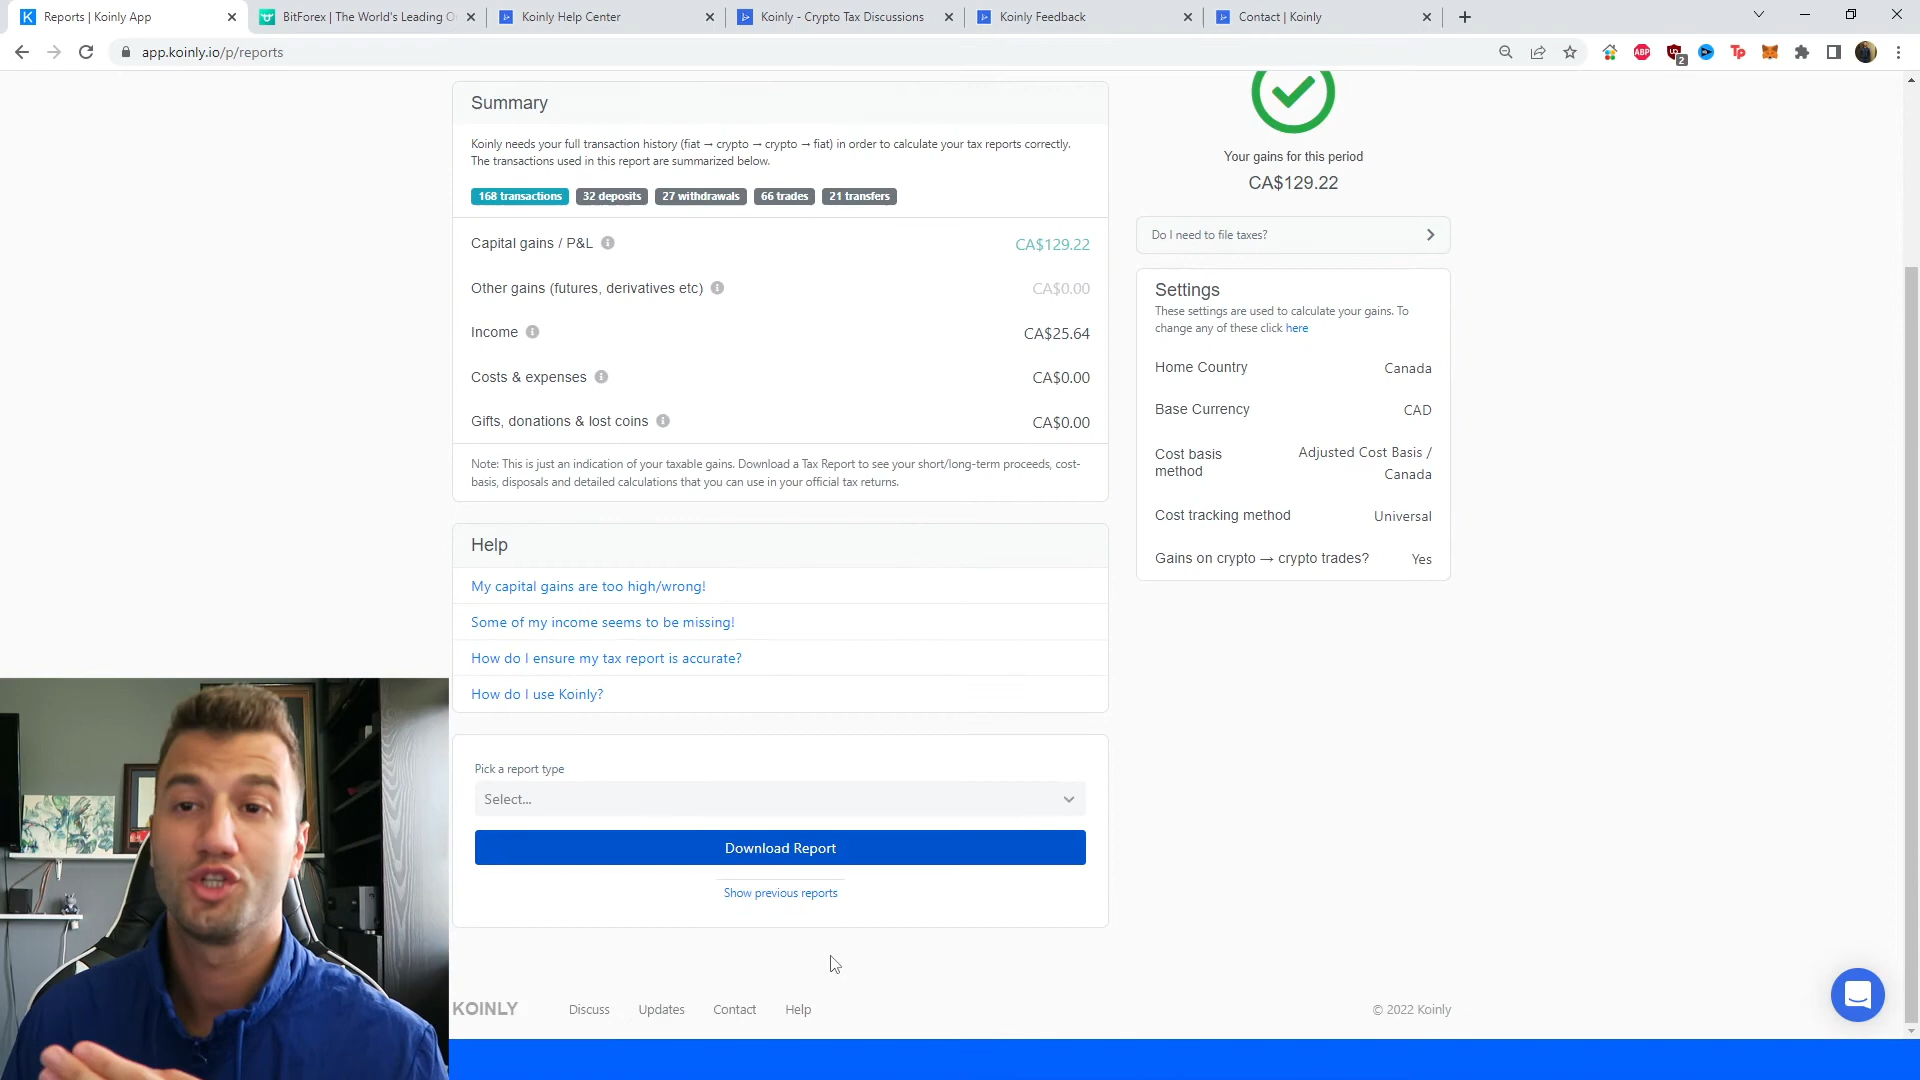 Reports | Koinly App
BitForex | The World's Leading O
Koinly Help Center
Koinly - Crypto Tax Discussions
Koinly Feedback
Contact | Koinly
app.koinly.io/p/reports
ABP
2
Tp
Summary
Koinly needs your full transaction history (fiat → crypto → crypto → fiat) in order to calculate your tax reports correctly.
The transactions used in this report are summarized below.
168 transactions 32 deposits 27 withdrawals 66 trades 21 transfers
Capital gains / P&L CA$129.22
Other gains (futures, derivatives etc) CA$0.00
Income CA$25.64
Costs & expenses CA$0.00
Gifts, donations & lost coins CA$0.00
Note: This is just an indication of your taxable gains. Download a Tax Report to see your short/long-term proceeds, cost-
basis, disposals and detailed calculations that you can use in your official tax returns.
Help
My capital gains are too high/wrong!
Some of my income seems to be missing!
How do I ensure my tax report is accurate?
How do I use Koinly?
Pick a report type
Select...
Download Report
Show previous reports
Your gains for this period
CA$129.22
Do I need to file taxes?
Settings
These settings are used to calculate your gains. To
change any of these click here
Home Country Canada
Base Currency CAD
Cost basis
method
Adjusted Cost Basis /
Canada
Cost tracking method Universal
Gains on crypto → crypto trades? Yes
KOINLY Discuss Updates Contact Help © 2022 Koinly